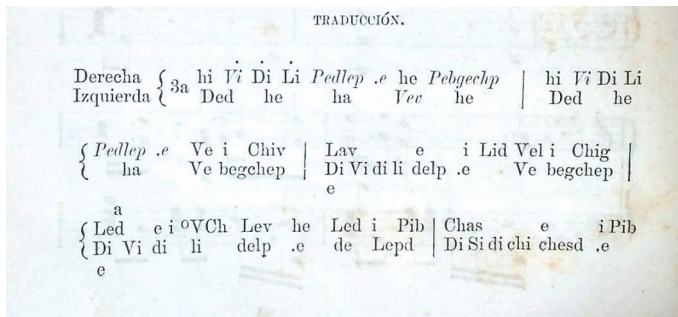 TRADUCCIÓN.
Derecha { 3a hi Vi Di Li Pedlep .e he Pebgechp | hi Vi Di Li
Izquierda { Ded he ha Vev he | Ded he
{ Pedlep .e Ve i Chiv | Lav e i Lid Vel i Chig |
{ ha Ve begchep | Di Vi di li delp .e Ve begchep |
e
a
{ Led e i ºVCh Lev he Led i Pib | Chas e i Pib
{ Di Vi di li delp .e de Lepd | Di Si di chi chesd .e
e